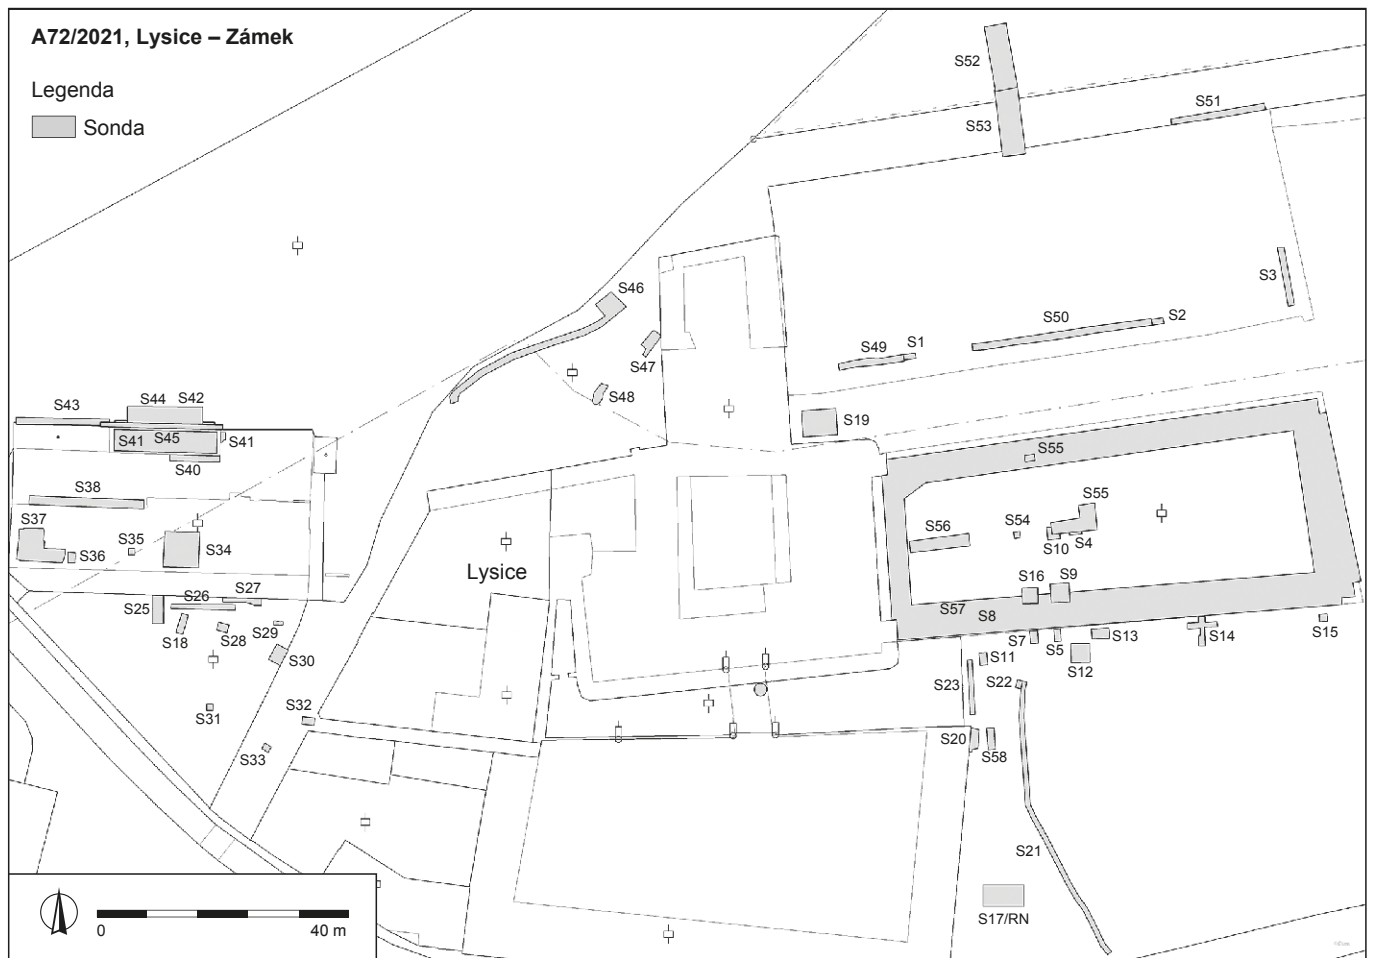 A72/2021, Lysice – Zámek
Legenda
Sonda
S52
S53
S51
S3
S50
S2
S49
S1
S46
S47
S48
S19
S43
S44
S42
S41
S45
S41
S40
S38
S37
S36
S35
S34
S55
S55
S56
S54
S10
S4
S16
S9
S57
S8
Lysice
S25
S26
S27
S18
S28
S29
S30
S31
S32
S33
S7
S5
S13
S14
S15
S11
S12
S23
S22
S20
S58
S21
S17/RN
0
40 m